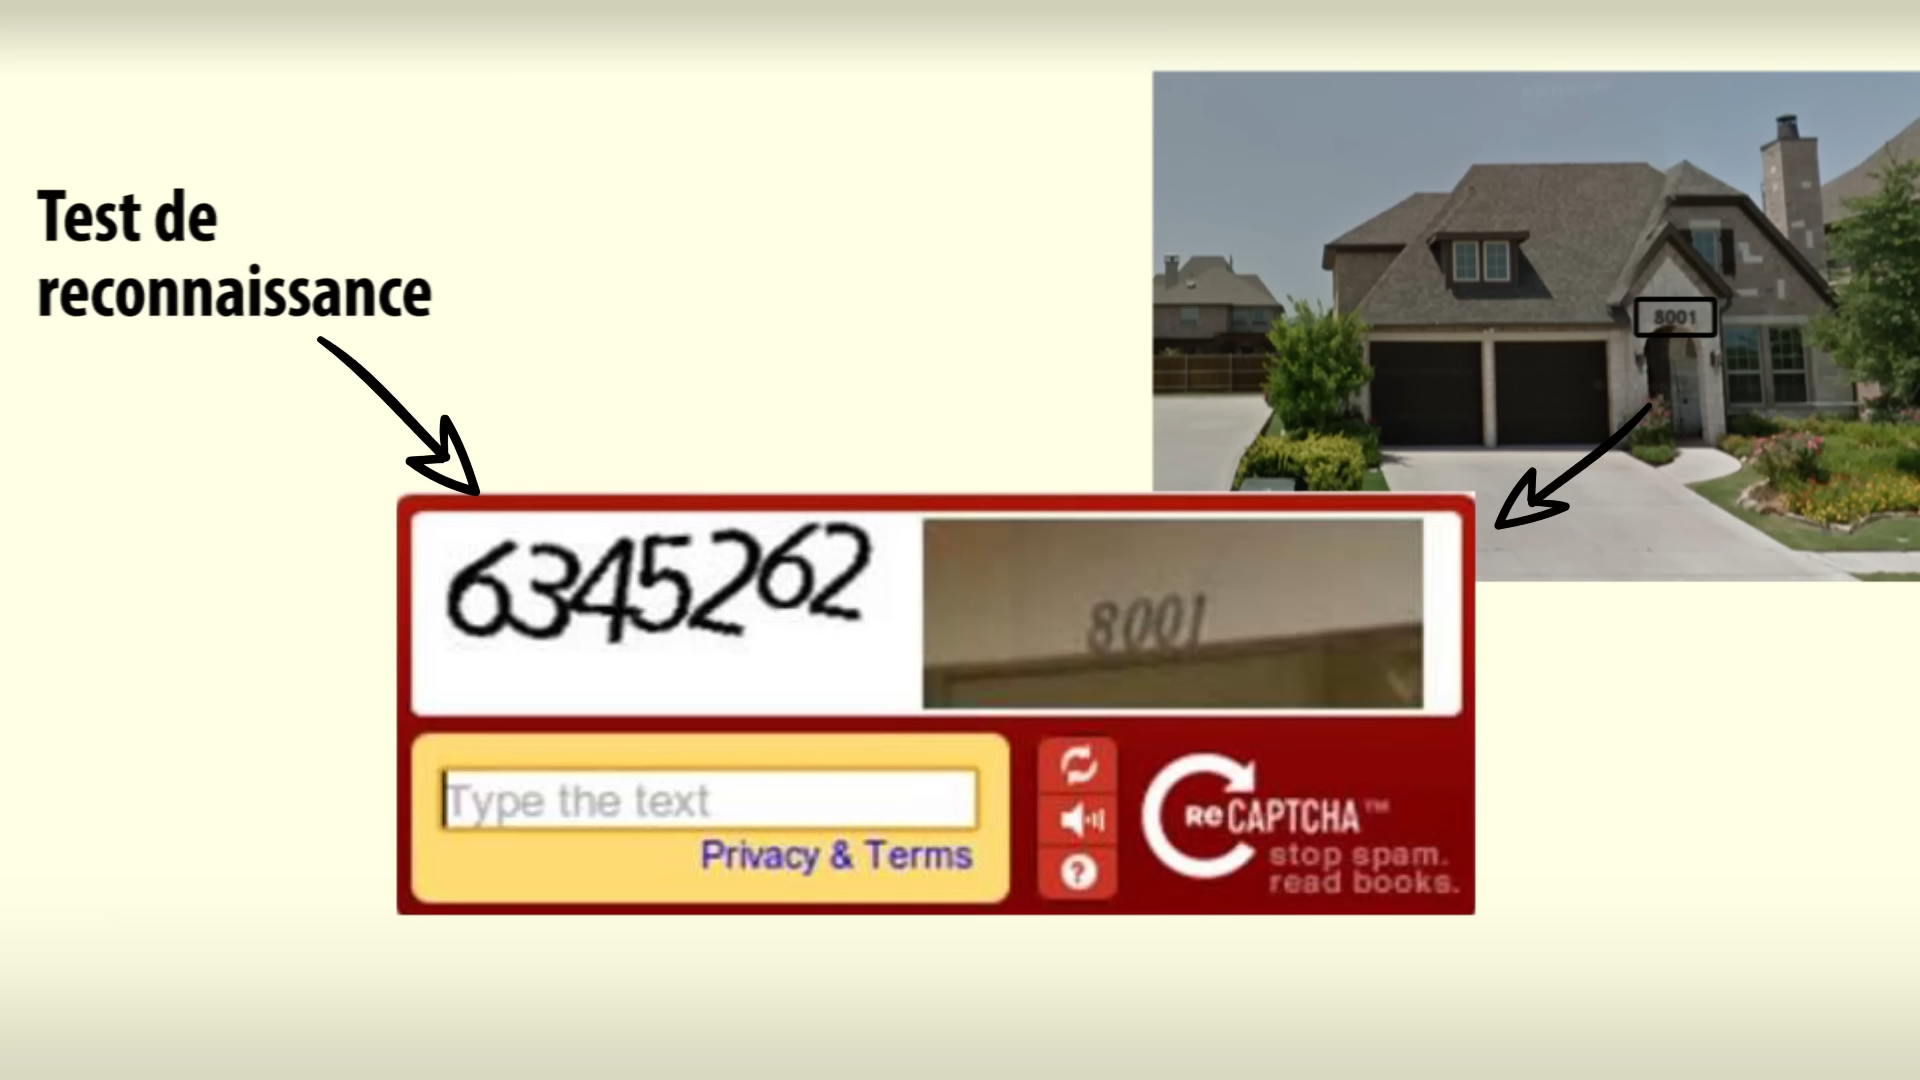 Test de
reconnaissance
8001
6345262
8001
Type the text
Privacy & Terms
?
reCAPTCHA™
stop spam.
read books.